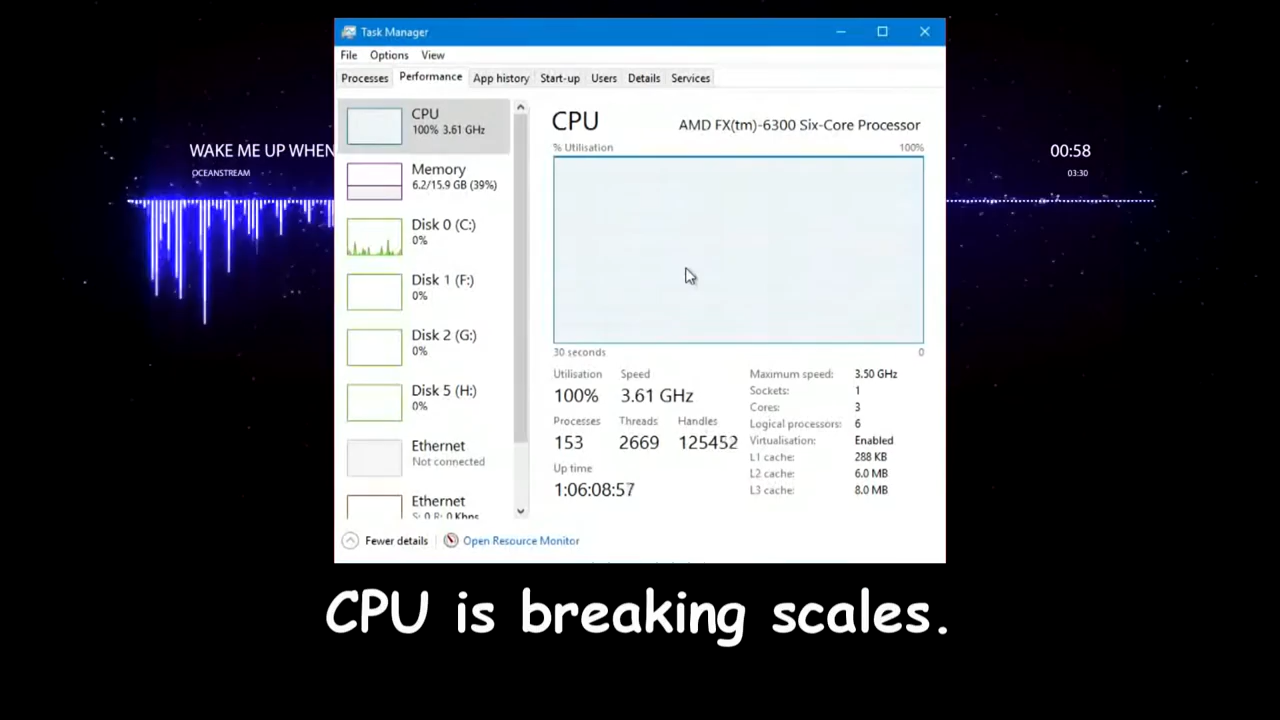 Task Manager
File Options View
Processes Performance App history Start-up Users Details Services
WAKE ME UP WHEN
OCEANSTREAM
00:58
03:30
CPU
100% 3.61 GHz
Memory
6.2/15.9 GB (39%)
Disk 0 (C:)
0%
Disk 1 (F:)
0%
Disk 2 (G:)
0%
Disk 5 (H:)
0%
Ethernet
Not connected
Ethernet
S: 0 R: 0 Kbps
CPU AMD FX(tm)-6300 Six-Core Processor
% Utilisation 100%
30 seconds 0
Utilisation Speed
100% 3.61 GHz
Processes Threads Handles
153 2669 125452
Up time
1:06:08:57
Maximum speed: 3.50 GHz
Sockets: 1
Cores: 3
Logical processors: 6
Virtualisation: Enabled
L1 cache: 288 KB
L2 cache: 6.0 MB
L3 cache: 8.0 MB
Fewer details Open Resource Monitor
CPU is breaking scales.